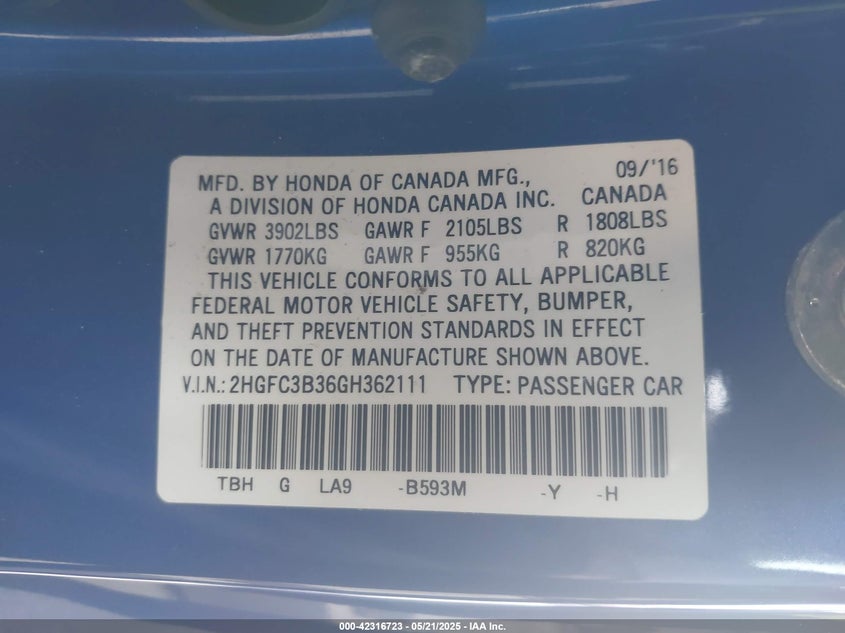 09/'16
MFD. BY HONDA OF CANADA MFG.,
A DIVISION OF HONDA CANADA INC. CANADA
GVWR 3902LBS GAWR F 2105LBS R 1808LBS
GVWR 1770KG GAWR F 955KG R 820KG
THIS VEHICLE CONFORMS TO ALL APPLICABLE
FEDERAL MOTOR VEHICLE SAFETY, BUMPER,
AND THEFT PREVENTION STANDARDS IN EFFECT
ON THE DATE OF MANUFACTURE SHOWN ABOVE.
V.I.N.: 2HGFC3B36GH362111 TYPE: PASSENGER CAR
TBH G LA9 -B593M -Y -H
000-42316723 - 05/21/2025 - IAA Inc.